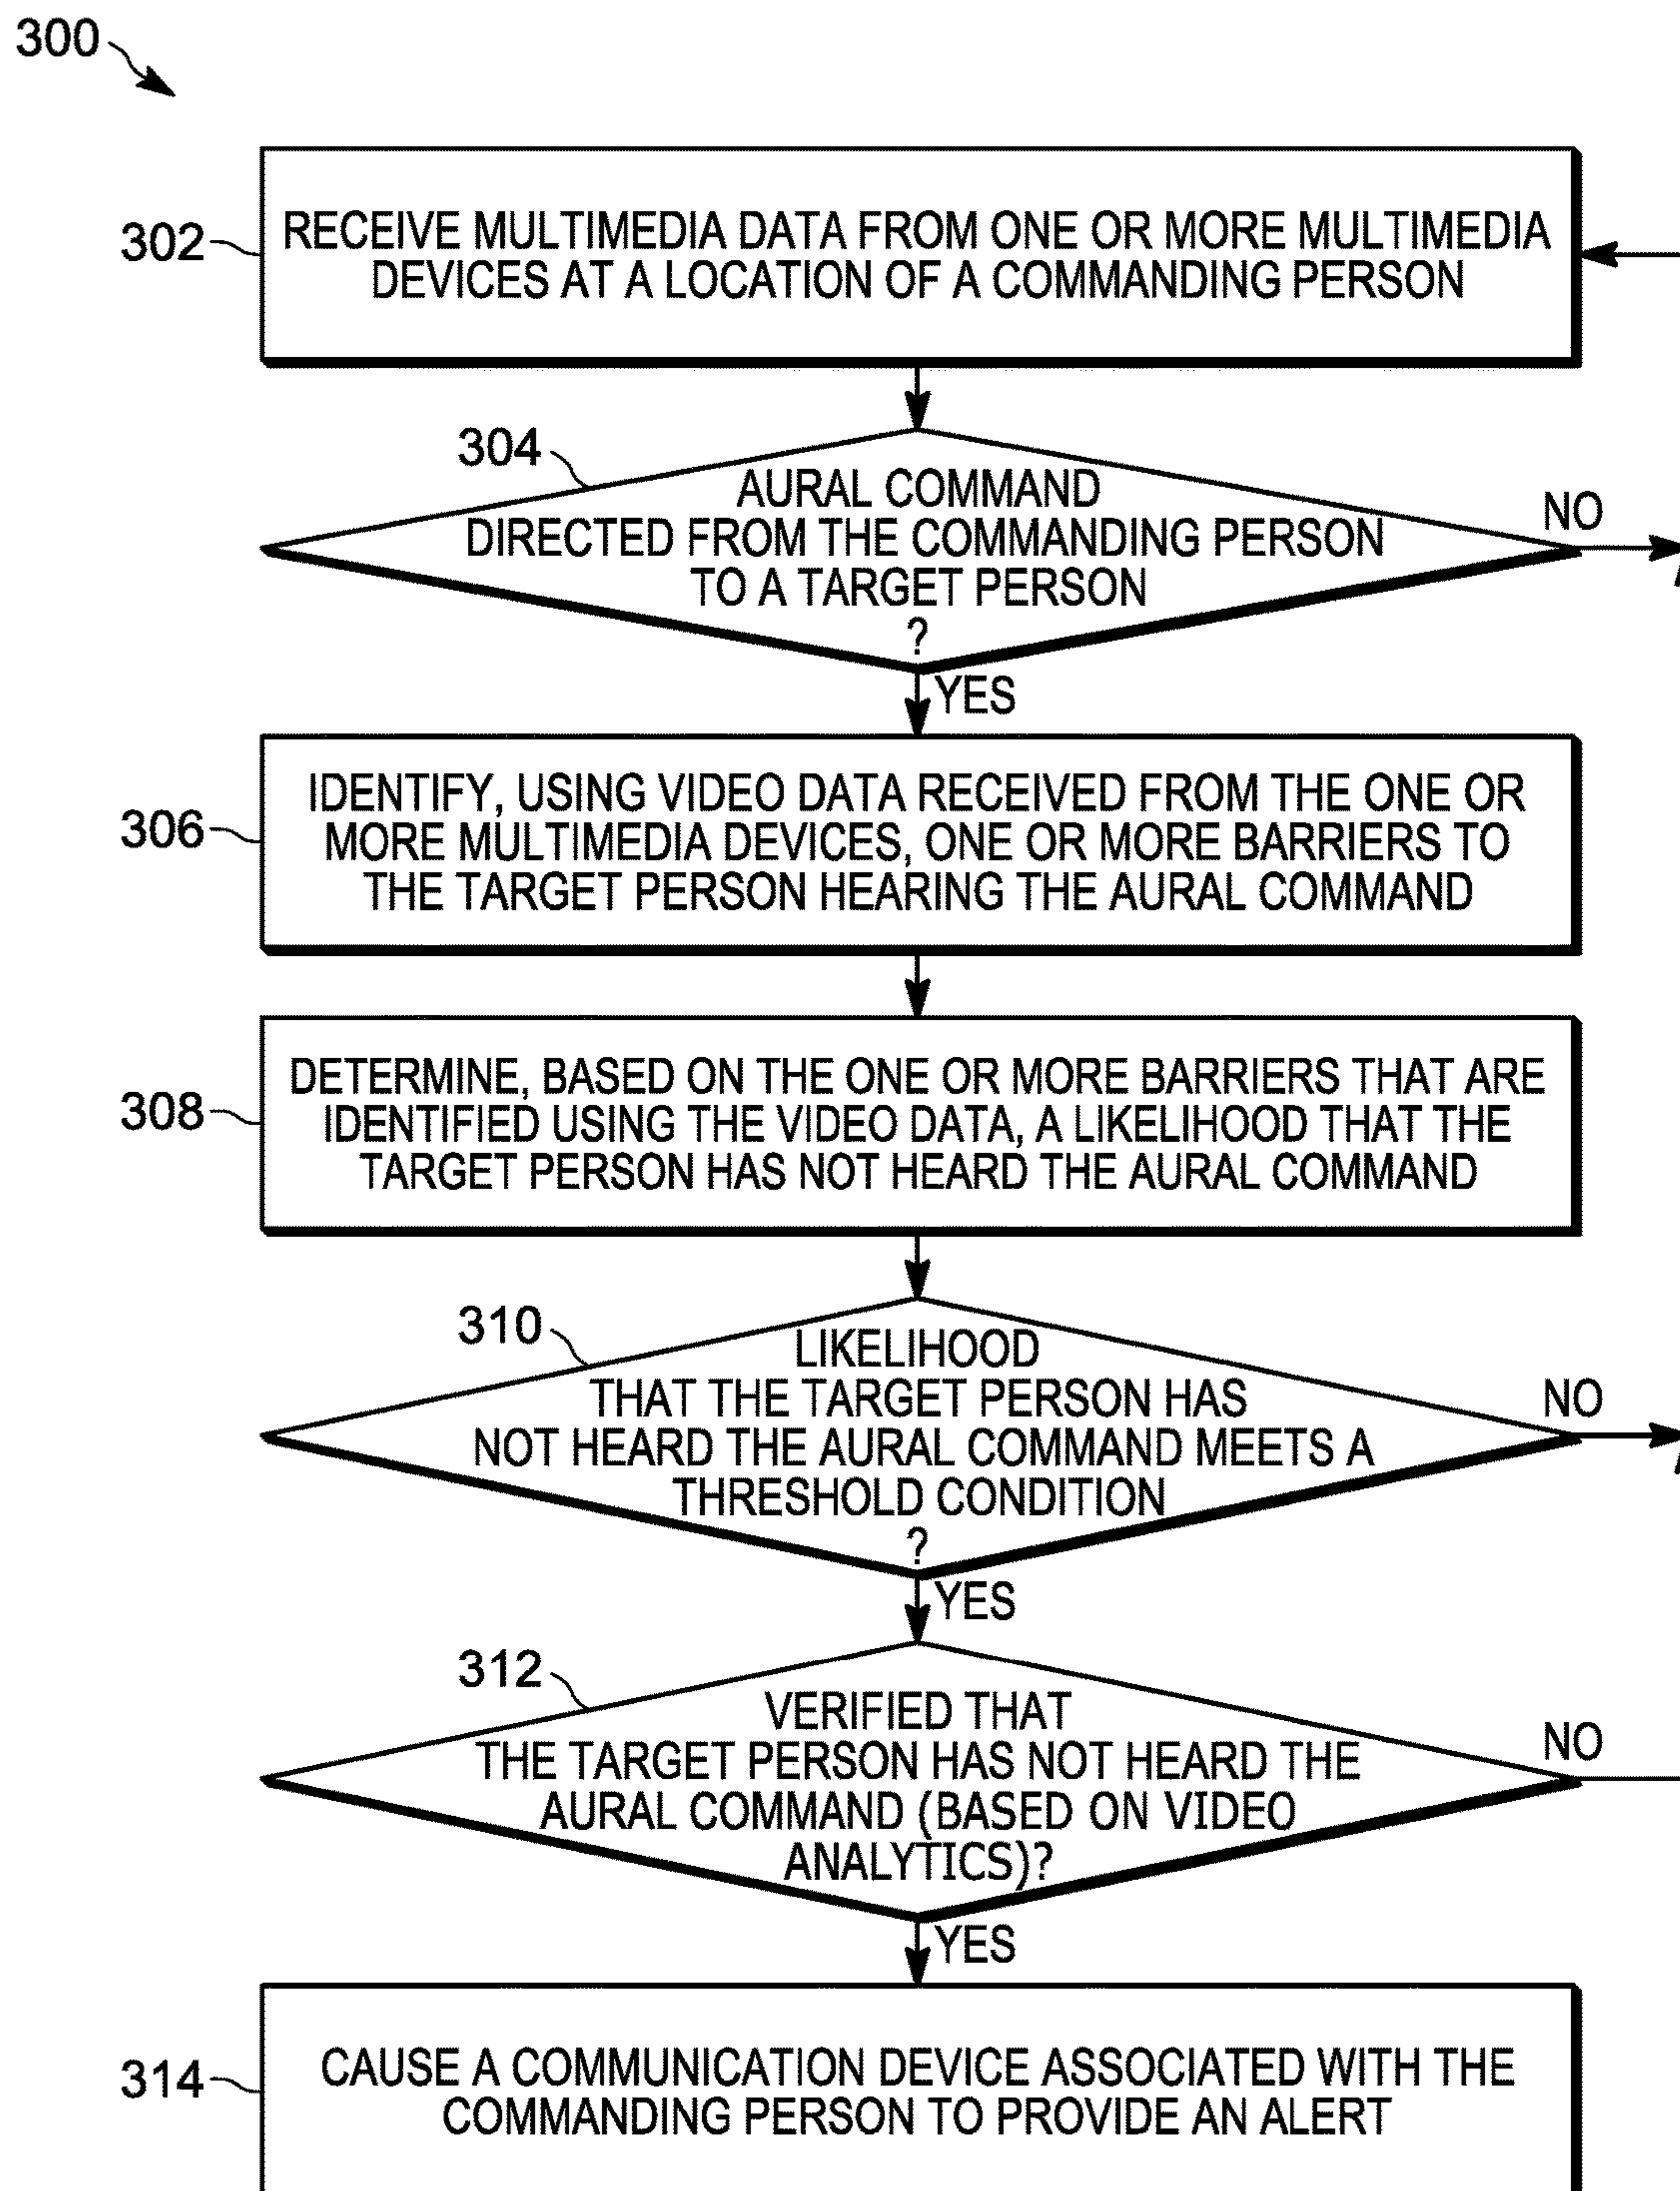 300
302
RECEIVE MULTIMEDIA DATA FROM ONE OR MORE MULTIMEDIA
DEVICES AT A LOCATION OF A COMMANDING PERSON
304
AURAL COMMAND
DIRECTED FROM THE COMMANDING PERSON
TO A TARGET PERSON
?
NO
YES
306
IDENTIFY, USING VIDEO DATA RECEIVED FROM THE ONE OR
MORE MULTIMEDIA DEVICES, ONE OR MORE BARRIERS TO
THE TARGET PERSON HEARING THE AURAL COMMAND
308
DETERMINE, BASED ON THE ONE OR MORE BARRIERS THAT ARE
IDENTIFIED USING THE VIDEO DATA, A LIKELIHOOD THAT THE
TARGET PERSON HAS NOT HEARD THE AURAL COMMAND
310
LIKELIHOOD
THAT THE TARGET PERSON HAS
NOT HEARD THE AURAL COMMAND MEETS A
THRESHOLD CONDITION
?
NO
YES
312
VERIFIED THAT
THE TARGET PERSON HAS NOT HEARD THE
AURAL COMMAND (BASED ON VIDEO
ANALYTICS)?
NO
YES
314
CAUSE A COMMUNICATION DEVICE ASSOCIATED WITH THE
COMMANDING PERSON TO PROVIDE AN ALERT